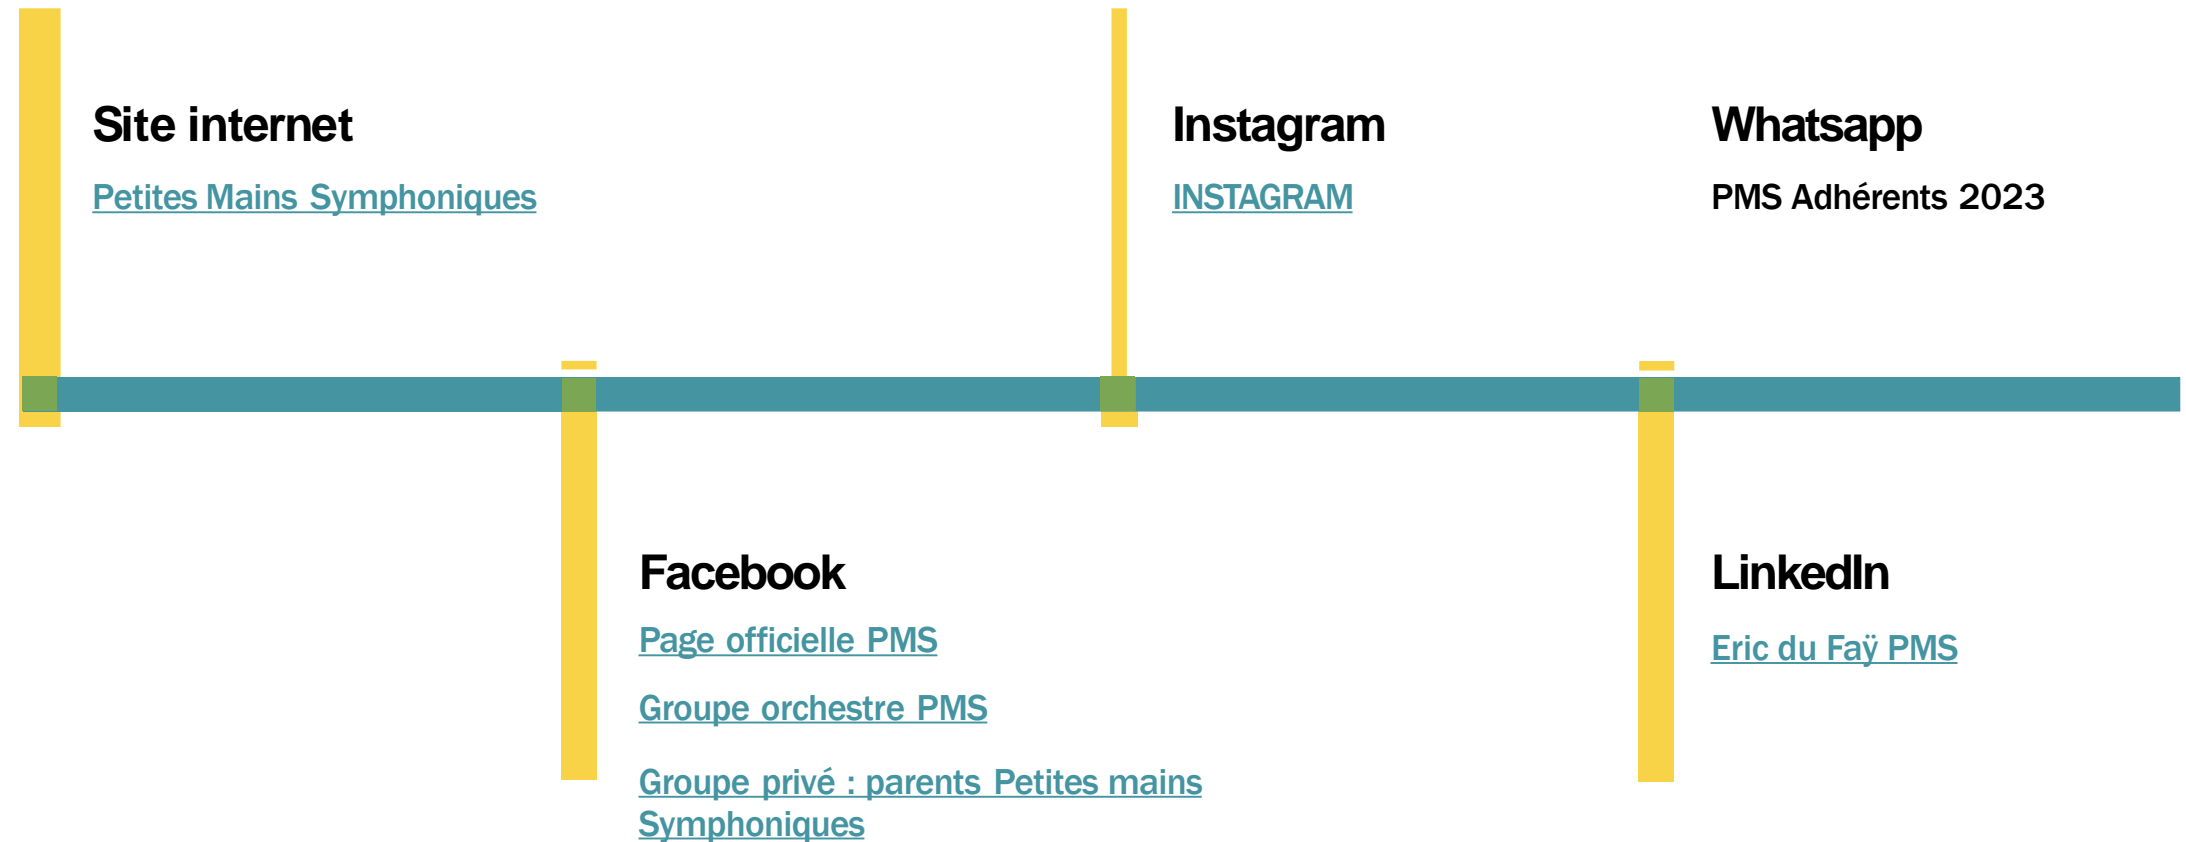 Site internet
Petites Mains Symphoniques
Instagram
INSTAGRAM
Whatsapp
PMS Adhérents 2023
Facebook
Page officielle PMS
Groupe orchestre PMS
Groupe privé : parents Petites mains
Symphoniques
LinkedIn
Eric du Faÿ PMS